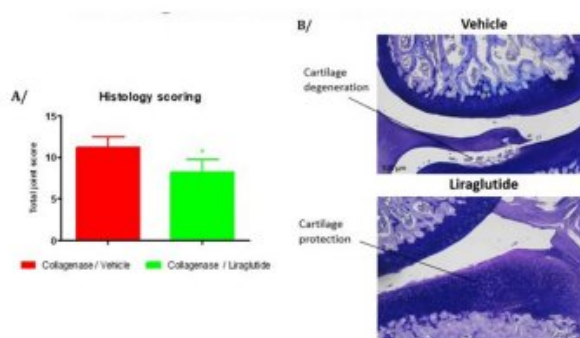 A/
Histology scoring
Total joint score
15
10
5
0
Collagenase / Vehicle
Collagenase / Liraglutide
B/
Vehicle
Cartilage
degeneration
Liraglutide
Cartilage
protection